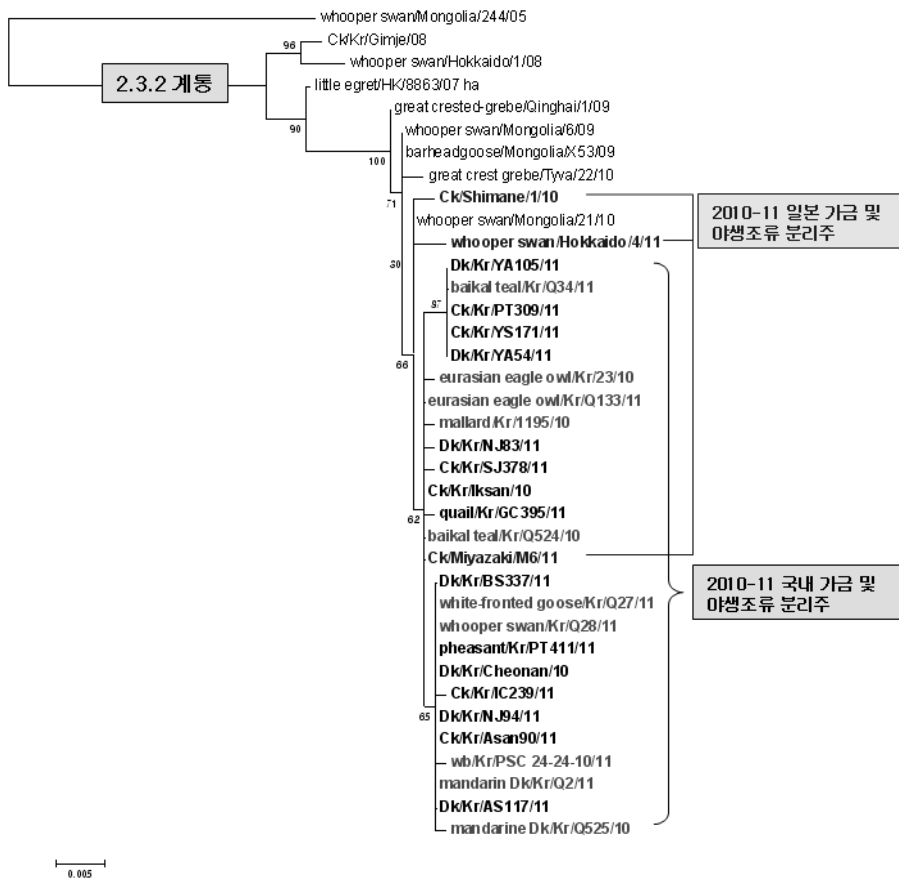 whooper swan/Mongolia/244/05
Ck/Kr/Gimje/08
96
whooper swan/Hokkaido/1/08
2.3.2 계통
little egret/HK/8863/07 ha
great crested-grebe/Qinghai/1/09
90
whooper swan/Mongolia/6/09
barheadgoose/Mongolia/X53/09
100
great crest grebe/Tyva/22/10
Ck/Shimane/1/10
71
2010-11 일본 가금 및
야생조류 분리주
whooper swan/Mongolia/21/10
whooper swan/Hokkaido/4/11
Dk/Kr/YA105/11
baikal teal/Kr/Q34/11
Ck/Kr/PT309/11
Ck/Kr/YS171/11
Dk/Kr/YA54/11
66
eurasian eagle owl/Kr/23/10
eurasian eagle owl/Kr/Q133/11
mallard/Kr/1195/10
Dk/Kr/NJ83/11
Ck/Kr/SJ378/11
Ck/Kr/Iksan/10
quail/Kr/GC395/11
62
baikal teal/Kr/Q524/10
Ck/Miyazaki/M6/11
Dk/Kr/BS337/11
2010-11 국내 가금 및
야생조류 분리주
white-fronted goose/Kr/Q27/11
whooper swan/Kr/Q28/11
pheasant/Kr/PT411/11
Dk/Kr/Cheonan/10
Ck/Kr/IC239/11
65
Dk/Kr/NJ94/11
Ck/Kr/Asan90/11
wb/Kr/PSC 24-24-10/11
mandarin Dk/Kr/Q2/11
Dk/Kr/AS117/11
mandarine Dk/Kr/Q525/10
0.005